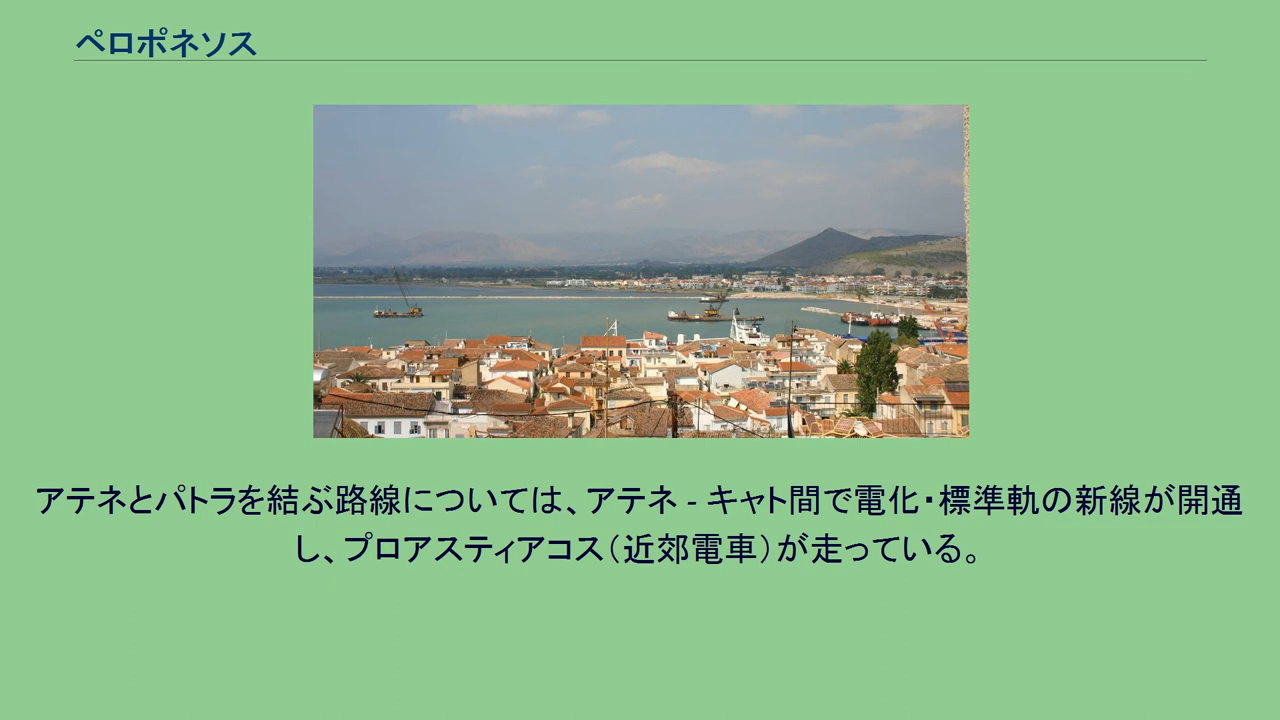 ペロポネソス
アテネとパトラを結ぶ路線については、アテネ - キャト間で電化・標準軌の新線が開通
し、プロアスティアコス（近郊電車）が走っている。